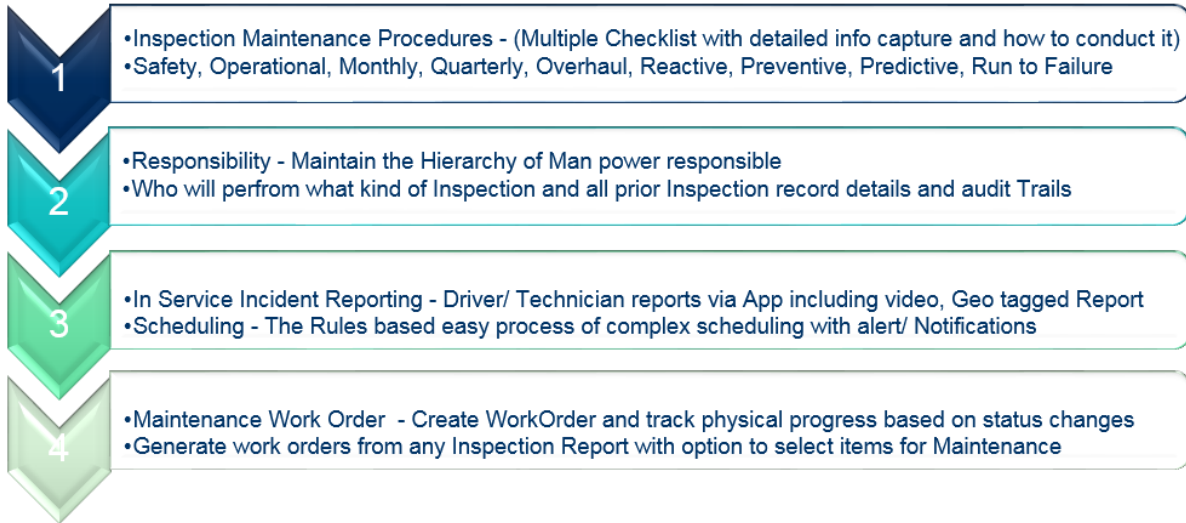 1
•Inspection Maintenance Procedures - (Multiple Checklist with detailed info capture and how to conduct it)
•Safety, Operational, Monthly, Quarterly, Overhaul, Reactive, Preventive, Predictive, Run to Failure
2
•Responsibility - Maintain the Hierarchy of Man power responsible
•Who will perfrom what kind of Inspection and all prior Inspection record details and audit Trails
3
•In Service Incident Reporting - Driver/ Technician reports via App including video, Geo tagged Report
•Scheduling - The Rules based easy process of complex scheduling with alert/ Notifications
4
•Maintenance Work Order - Create WorkOrder and track physical progress based on status changes
•Generate work orders from any Inspection Report with option to select items for Maintenance